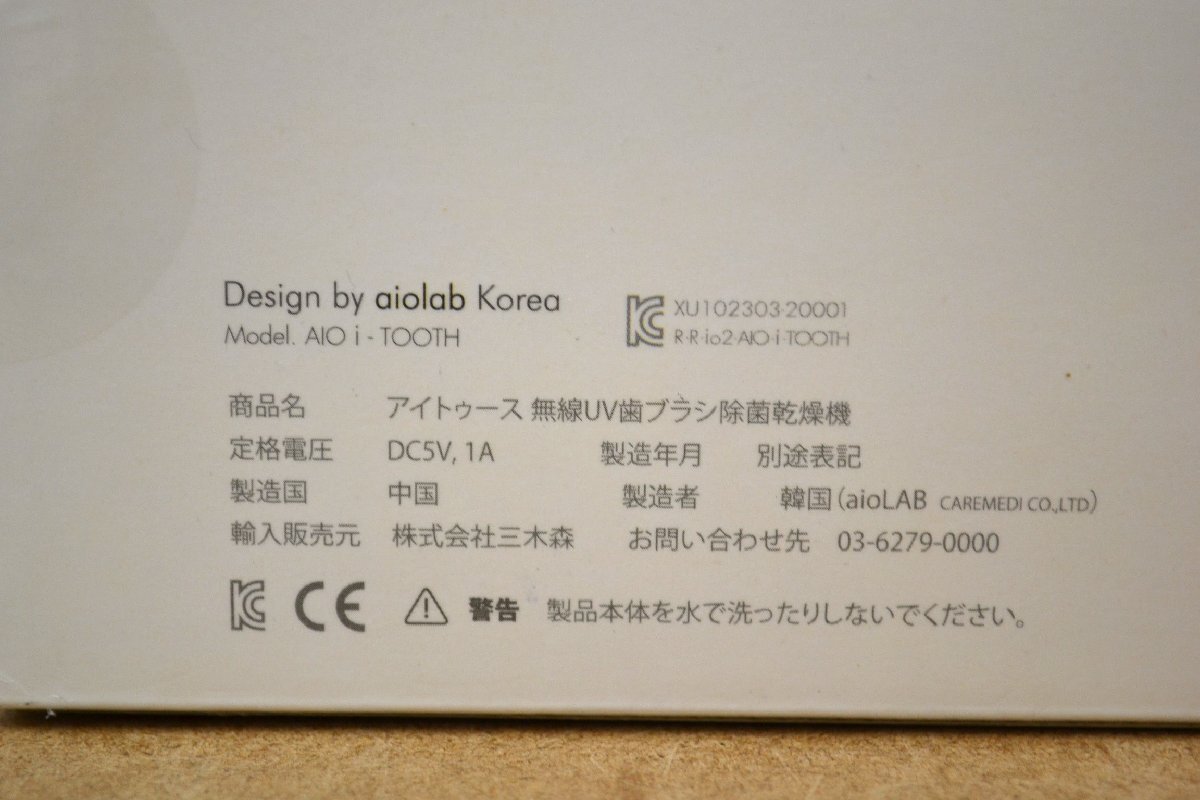 Design by aiolab Korea
Model. AIO i - TOOTH
XU102303-20001
R-R-io2-AIO-i-TOOTH
商品名 アイトゥース 無線UV歯ブラシ除菌乾燥機
定格電圧 DC5V, 1A 製造年月 別途表記
製造国 中国 製造者 韓国(aioLAB CAREMEDI CO.,LTD)
輸入販売元 株式会社三木森 お問い合わせ先 03-6279-0000
CE 警告 製品本体を水で洗ったりしないでください。